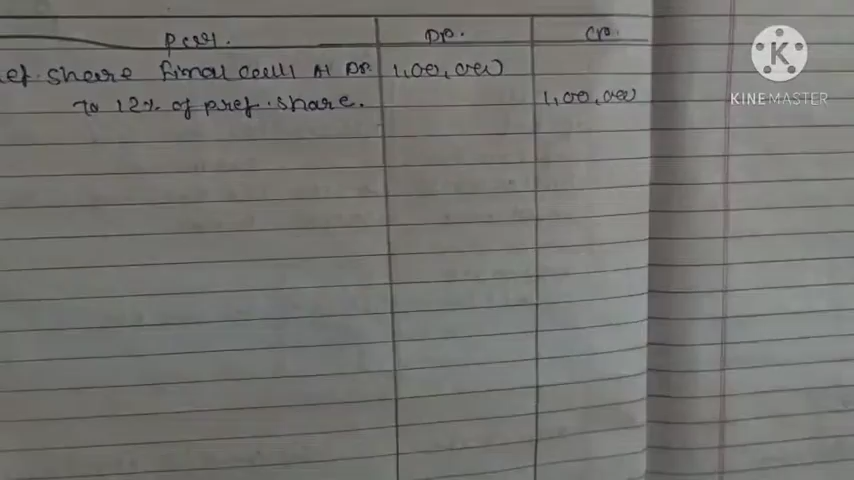 Part. Dr. Cr.
ef. share Final Call A/c Dr. 1,00,000
To 12% of pref. share. 1,00,000
K
KINEMASTER